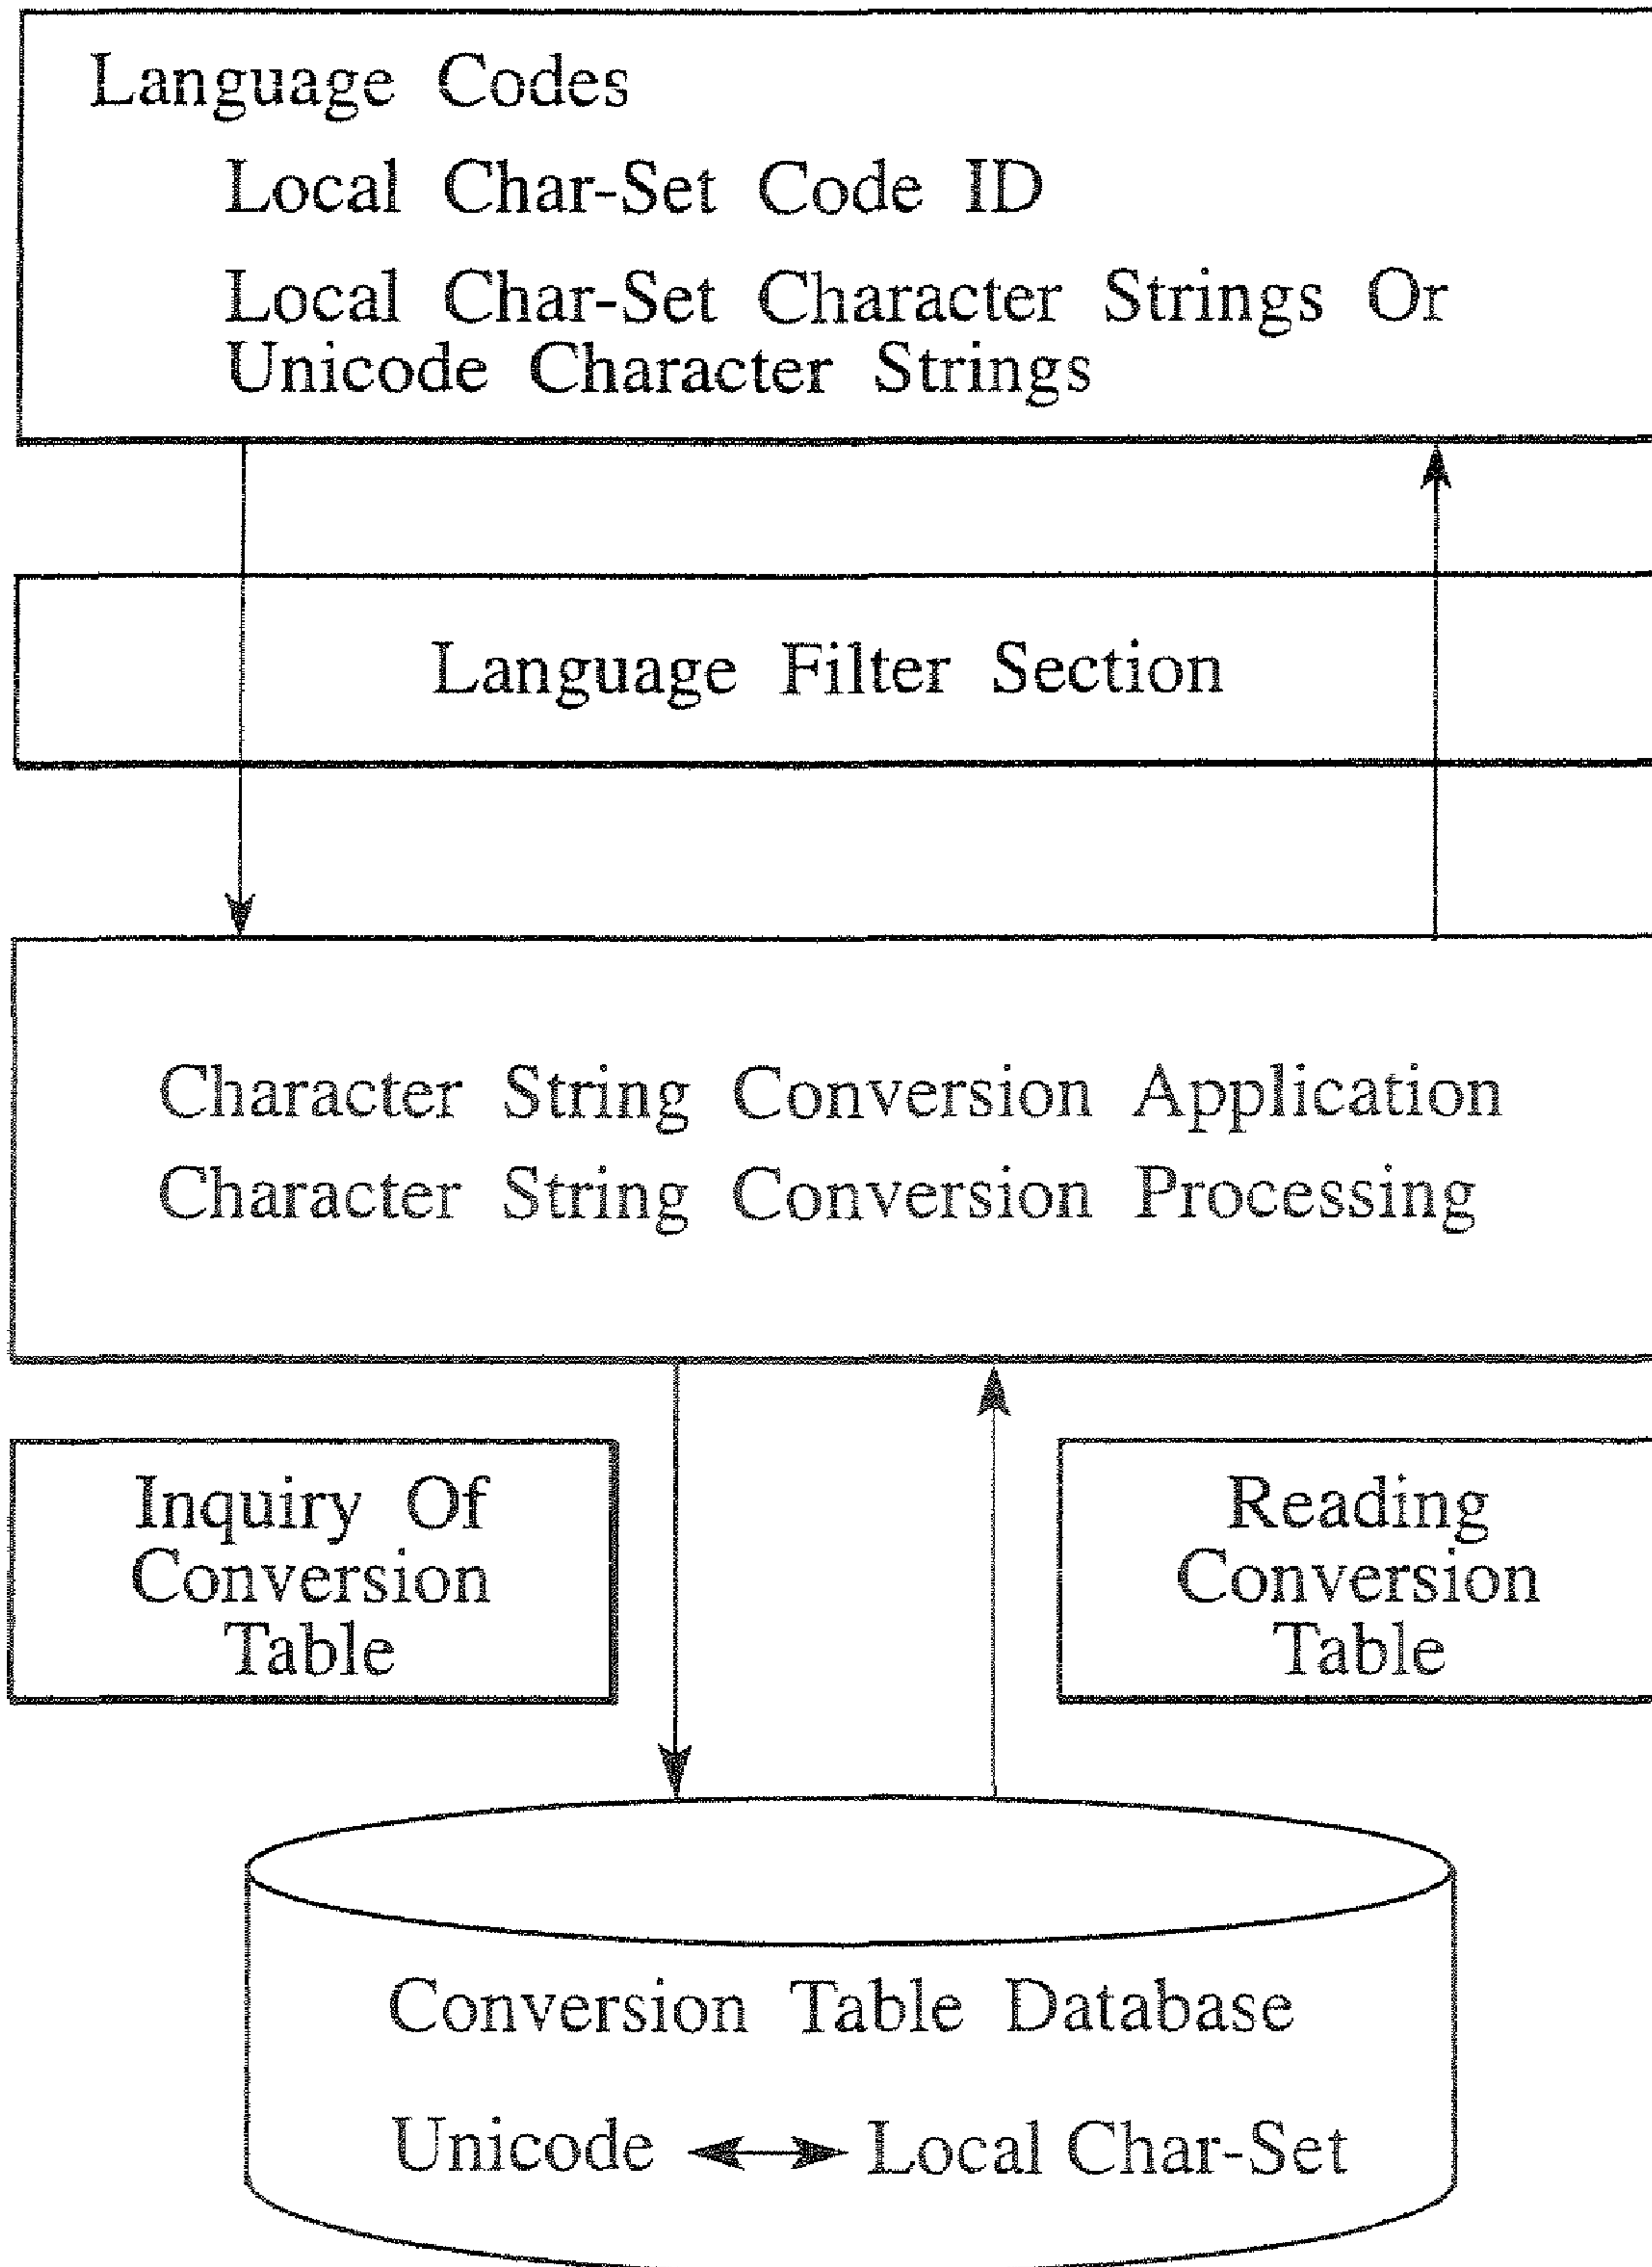 Language Codes
Local Char-Set Code ID
Local Char-Set Character Strings Or
Unicode Character Strings
Language Filter Section
Character String Conversion Application
Character String Conversion Processing
Inquiry Of
Conversion
Table
Reading
Conversion
Table
Conversion Table Database
Unicode ↔ Local Char-Set